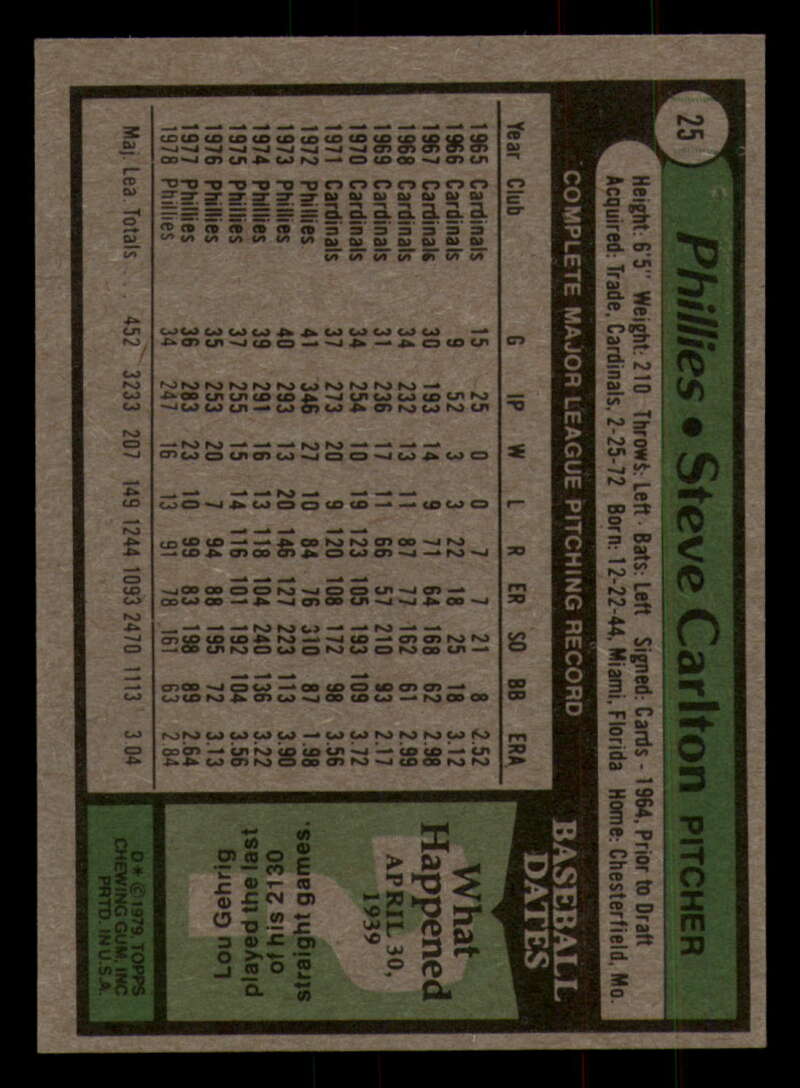 25
Phillies • Steve Carlton PITCHER
Height: 6'5" Weight: 210 Throws: Left · Bats: Left Signed: Cards - 1964, Prior to Draft
Acquired: Trade, Cardinals, 2-25-72 Born: 12-22-44, Miami, Florida Home: Chesterfield, Mo.
COMPLETE MAJOR LEAGUE PITCHING RECORD
Year Club G IP W L R ER SO BB ERA
1965 Cardinals 15 25 0 0 7 7 21 8 2.52
1966 Cardinals 9 52 3 3 22 18 25 18 3.12
1967 Cardinals 30 193 14 9 71 64 168 62 2.98
1968 Cardinals 34 232 13 11 87 77 162 61 2.99
1969 Cardinals 31 236 17 11 66 57 210 93 2.17
1970 Cardinals 34 254 10 19 123 105 193 109 3.72
1971 Cardinals 37 273 20 9 120 108 172 98 3.56
1972 Phillies 41 346 27 10 84 76 310 87 1.98
1973 Phillies 40 293 13 20 146 127 223 113 3.90
1974 Phillies 39 291 16 13 118 104 240 136 3.22
1975 Phillies 37 255 15 14 116 101 192 104 3.56
1976 Phillies 35 253 20 7 94 88 195 72 3.13
1977 Phillies 36 283 23 10 99 83 198 89 2.64
1978 Phillies 34 247 16 13 91 78 161 63 2.84
Maj. Lea. Totals . . . 452 3233 207 149 1244 1093 2470 1113 3.04
BASEBALL
DATES
What
Happened
APRIL 30,
1939
Lou Gehrig
played the last
of his 2130
straight games.
D * © 1979, TOPPS
CHEWING GUM, INC
PRTD. IN U.S.A.